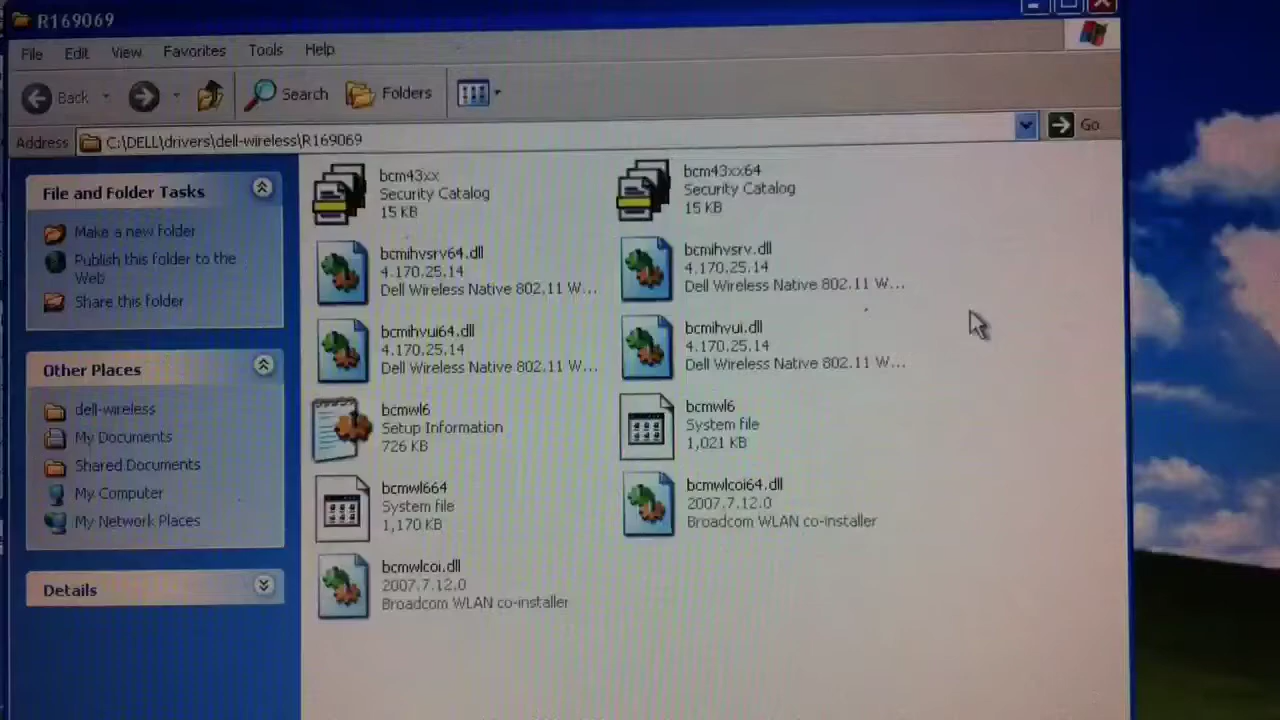 R169069
File Edit View Favorites Tools Help
Back Search Folders
Address C:\DELL\drivers\dell-wireless\R169069 Go
File and Folder Tasks
Make a new folder
Publish this folder to the
Web
Share this folder
Other Places
dell-wireless
My Documents
Shared Documents
My Computer
My Network Places
Details
bcm43xx
Security Catalog
15 KB
bcm43xx64
Security Catalog
15 KB
bcmihvsrv64.dll
4.170.25.14
Dell Wireless Native 802.11 W...
bcmihvsrv.dll
4.170.25.14
Dell Wireless Native 802.11 W...
bcmihvui64.dll
4.170.25.14
Dell Wireless Native 802.11 W...
bcmihvui.dll
4.170.25.14
Dell Wireless Native 802.11 W...
bcmwl6
Setup Information
726 KB
bcmwl6
System file
1,021 KB
bcmwl664
System file
1,170 KB
bcmwlcoi64.dll
2007.7.12.0
Broadcom WLAN co-installer
bcmwlcoi.dll
2007.7.12.0
Broadcom WLAN co-installer